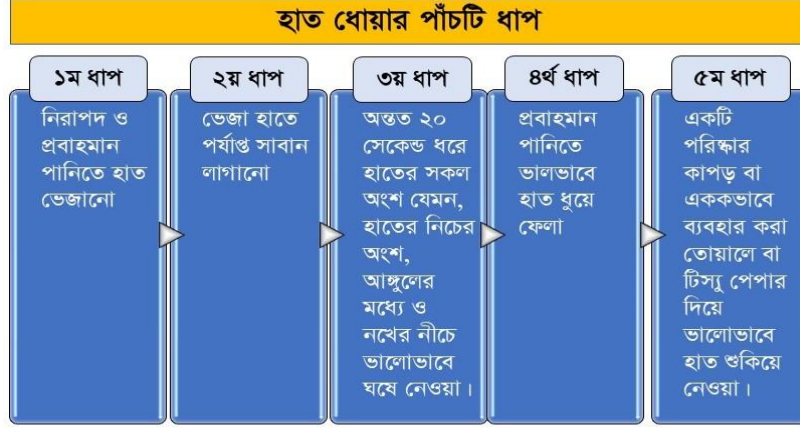 হাত ধোয়ার পাঁচটি ধাপ
১ম ধাপ
নিরাপদ ও
প্রবাহমান
পানিতে হাত
ভেজানো
২য় ধাপ
ভেজা হাতে
পর্যাপ্ত সাবান
লাগানো
৩য় ধাপ
অন্তত ২০
সেকেন্ড ধরে
হাতের সকল
অংশ যেমন,
হাতের নিচের
অংশ,
আঙ্গুলের
মধ্যে ও
নখের নীচে
ভালোভাবে
ঘষে নেওয়া।
৪র্থ ধাপ
প্রবাহমান
পানিতে
ভালভাবে
হাত ধুয়ে
ফেলা
৫ম ধাপ
একটি
পরিষ্কার
কাপড় বা
এককভাবে
ব্যবহার করা
তোয়ালে বা
টিস্যু পেপার
দিয়ে
ভালোভাবে
হাত শুকিয়ে
নেওয়া।